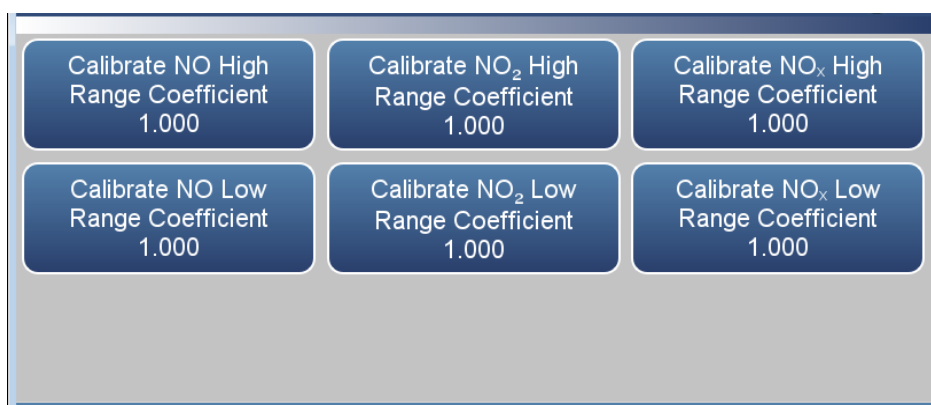 Calibrate NO High
Range Coefficient
1.000
Calibrate NO₂ High
Range Coefficient
1.000
Calibrate NOₓ High
Range Coefficient
1.000
Calibrate NO Low
Range Coefficient
1.000
Calibrate NO₂ Low
Range Coefficient
1.000
Calibrate NOₓ Low
Range Coefficient
1.000